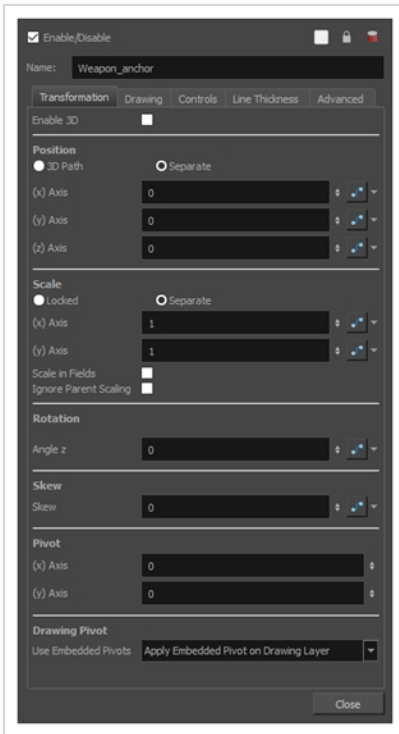 Enable/Disable
Name: Weapon_anchor
Transformation Drawing Controls Line Thickness Advanced
Enable 3D
Position
3D Path Separate
(x) Axis 0
(y) Axis 0
(z) Axis 0
Scale
Locked Separate
(x) Axis 1
(y) Axis 1
Scale in Fields
Ignore Parent Scaling
Rotation
Angle z 0
Skew
Skew 0
Pivot
(x) Axis 0
(y) Axis 0
Drawing Pivot
Use Embedded Pivots Apply Embedded Pivot on Drawing Layer
Close